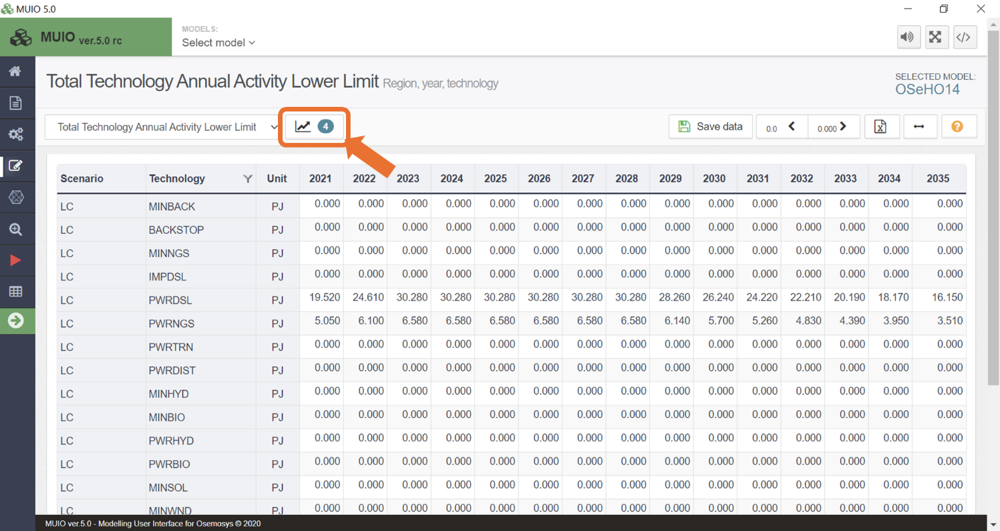 MUIO 5.0
MUIO ver.5.0 rc
MODELS:
Select model
Total Technology Annual Activity Lower Limit Region, year, technology
SELECTED MODEL:
OSeHO14
Total Technology Annual Activity Lower Limit 4 Save data 0.0 0.000
Scenario Technology Unit 2021 2022 2023 2024 2025 2026 2027 2028 2029 2030 2031 2032 2033 2034 2035
LC MINBACK PJ 0.000 0.000 0.000 0.000 0.000 0.000 0.000 0.000 0.000 0.000 0.000 0.000 0.000 0.000 0.000
LC BACKSTOP PJ 0.000 0.000 0.000 0.000 0.000 0.000 0.000 0.000 0.000 0.000 0.000 0.000 0.000 0.000 0.000
LC MINNGS PJ 0.000 0.000 0.000 0.000 0.000 0.000 0.000 0.000 0.000 0.000 0.000 0.000 0.000 0.000 0.000
LC IMPDSL PJ 0.000 0.000 0.000 0.000 0.000 0.000 0.000 0.000 0.000 0.000 0.000 0.000 0.000 0.000 0.000
LC PWRDSL PJ 19.520 24.610 30.280 30.280 30.280 30.280 30.280 30.280 28.260 26.240 24.220 22.210 20.190 18.170 16.150
LC PWRNGS PJ 5.050 6.100 6.580 6.580 6.580 6.580 6.580 6.580 6.140 5.700 5.260 4.830 4.390 3.950 3.510
LC PWRTRN PJ 0.000 0.000 0.000 0.000 0.000 0.000 0.000 0.000 0.000 0.000 0.000 0.000 0.000 0.000 0.000
LC PWRDIST PJ 0.000 0.000 0.000 0.000 0.000 0.000 0.000 0.000 0.000 0.000 0.000 0.000 0.000 0.000 0.000
LC MINHYD PJ 0.000 0.000 0.000 0.000 0.000 0.000 0.000 0.000 0.000 0.000 0.000 0.000 0.000 0.000 0.000
LC MINBIO PJ 0.000 0.000 0.000 0.000 0.000 0.000 0.000 0.000 0.000 0.000 0.000 0.000 0.000 0.000 0.000
LC PWRHYD PJ 0.000 0.000 0.000 0.000 0.000 0.000 0.000 0.000 0.000 0.000 0.000 0.000 0.000 0.000 0.000
LC PWRBIO PJ 0.000 0.000 0.000 0.000 0.000 0.000 0.000 0.000 0.000 0.000 0.000 0.000 0.000 0.000 0.000
LC MINSOL PJ 0.000 0.000 0.000 0.000 0.000 0.000 0.000 0.000 0.000 0.000 0.000 0.000 0.000 0.000 0.000
LC MINWND PJ 0.000 0.000 0.000 0.000 0.000 0.000 0.000 0.000 0.000 0.000 0.000 0.000 0.000 0.000 0.000
MUIO ver.5.0 - Modelling User Interface for Osemosys © 2020